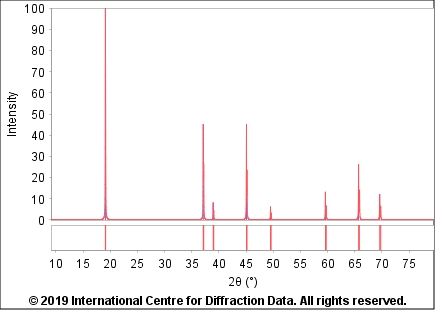 100
90
80
70
60
50
40
30
20
10
0
Intensity
10 15 20 25 30 35 40 45 50 55 60 65 70 75
2θ (°)
© 2019 International Centre for Diffraction Data. All rights reserved.